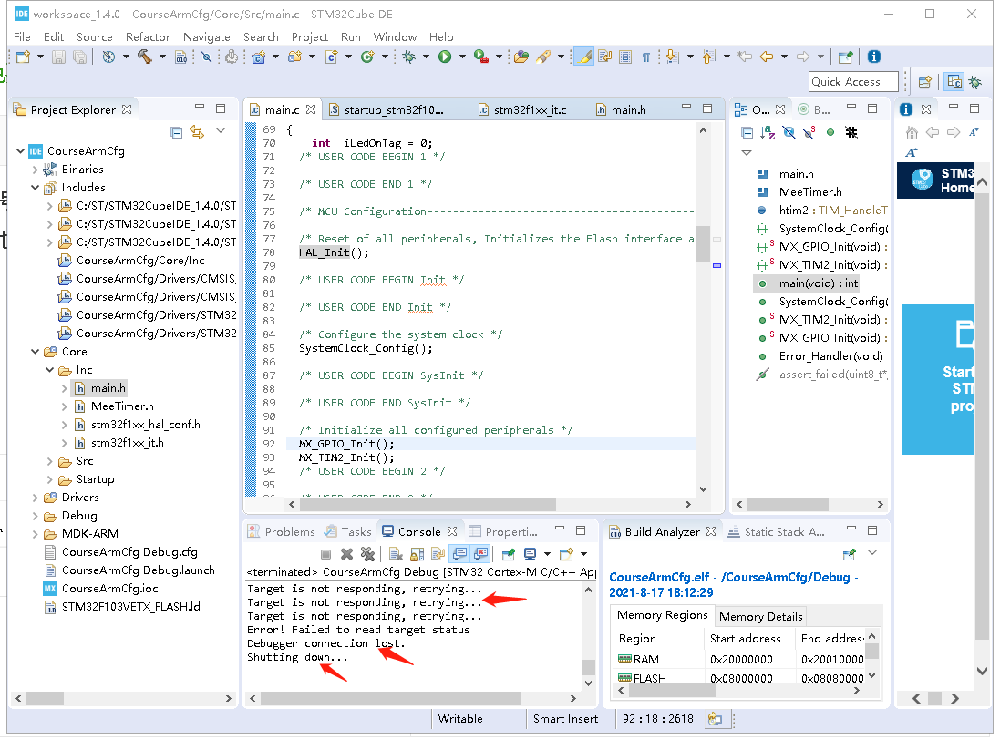 workspace_1.4.0 - CourseArmCfg/Core/Src/main.c - STM32CubeIDE
File Edit Source Refactor Navigate Search Project Run Window Help
Quick Access
Project Explorer
IDE CourseArmCfg
Binaries
Includes
C:/ST/STM32CubeIDE_1.4.0/ST
C:/ST/STM32CubeIDE_1.4.0/ST
C:/ST/STM32CubeIDE_1.4.0/ST
CourseArmCfg/Core/Inc
CourseArmCfg/Drivers/CMSIS
CourseArmCfg/Drivers/CMSIS
CourseArmCfg/Drivers/STM32
CourseArmCfg/Drivers/STM32
Core
Inc
main.h
MeeTimer.h
stm32f1xx_hal_conf.h
stm32f1xx_it.h
Src
Startup
Drivers
Debug
MDK-ARM
CourseArmCfg Debug.cfg
CourseArmCfg Debug.launch
MX CourseArmCfg.ioc
STM32F103VETX_FLASH.ld
main.c startup_stm32f10... stm32f1xx_it.c main.h
69 {
70 int iLedOnTag = 0;
71 /* USER CODE BEGIN 1 */
72
73 /* USER CODE END 1 */
74
75 /* MCU Configuration------------------------------------------
76
77 /* Reset of all peripherals, Initializes the Flash interface a
78 HAL_Init();
79
80 /* USER CODE BEGIN Init */
81
82 /* USER CODE END Init */
83
84 /* Configure the system clock */
85 SystemClock_Config();
86
87 /* USER CODE BEGIN SysInit */
88
89 /* USER CODE END SysInit */
90
91 /* Initialize all configured peripherals */
92 MX_GPIO_Init();
93 MX_TIM2_Init();
94 /* USER CODE BEGIN 2 */
95
O... B...
main.h
MeeTimer.h
htim2 : TIM_HandleT
SystemClock_Config(
MX_GPIO_Init(void) :
MX_TIM2_Init(void) :
main(void) : int
SystemClock_Config(
MX_TIM2_Init(void) :
MX_GPIO_Init(void) :
Error_Handler(void)
assert_failed(uint8_t*,
STM3
Home
Start
ST
proj
Problems Tasks Console Properti...
<terminated> CourseArmCfg Debug [STM32 Cortex-M C/C++ App
Target is not responding, retrying...
Target is not responding, retrying...
Target is not responding, retrying...
Error! Failed to read target status
Debugger connection lost.
Shutting down...
Build Analyzer Static Stack A...
CourseArmCfg.elf - /CourseArmCfg/Debug -
2021-8-17 18:12:29
Memory Regions Memory Details
Region Start address End addres
RAM 0x20000000 0x20010000
FLASH 0x08000000 0x08080000
Writable Smart Insert 92 : 18 : 2618